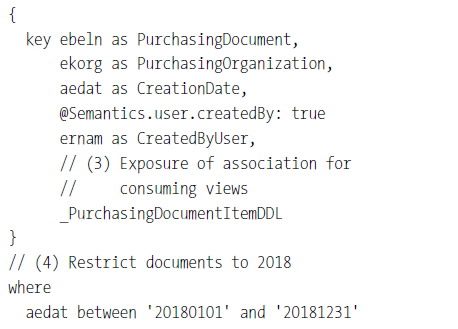 {
  key ebeln as PurchasingDocument,
      ekorg as PurchasingOrganization,
      aedat as CreationDate,
      @Semantics.user.createdBy: true
      ernam as CreatedByUser,
      // (3) Exposure of association for
      //     consuming views
      _PurchasingDocumentItemDDL
}
// (4) Restrict documents to 2018
where
  aedat between '20180101' and '20181231'